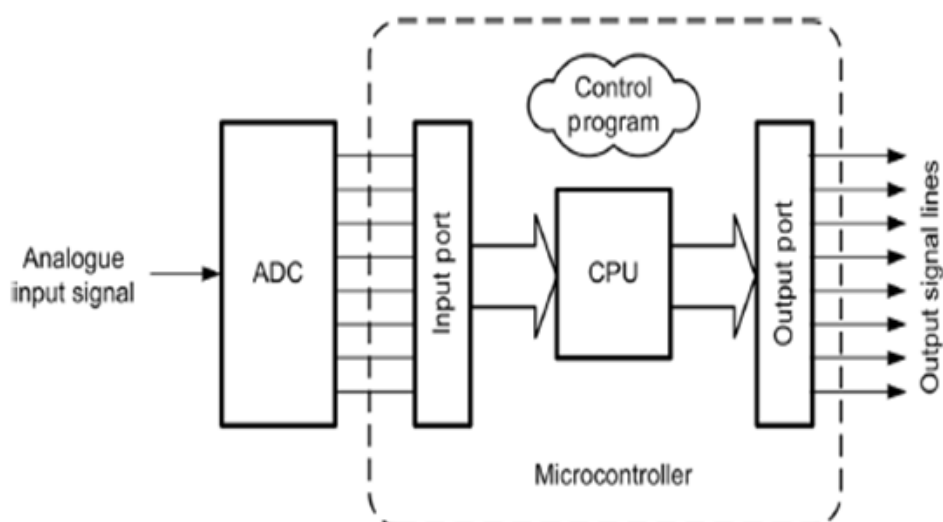 Control
program
Analogue
input signal
ADC
Input port
CPU
Output port
Output signal lines
Microcontroller